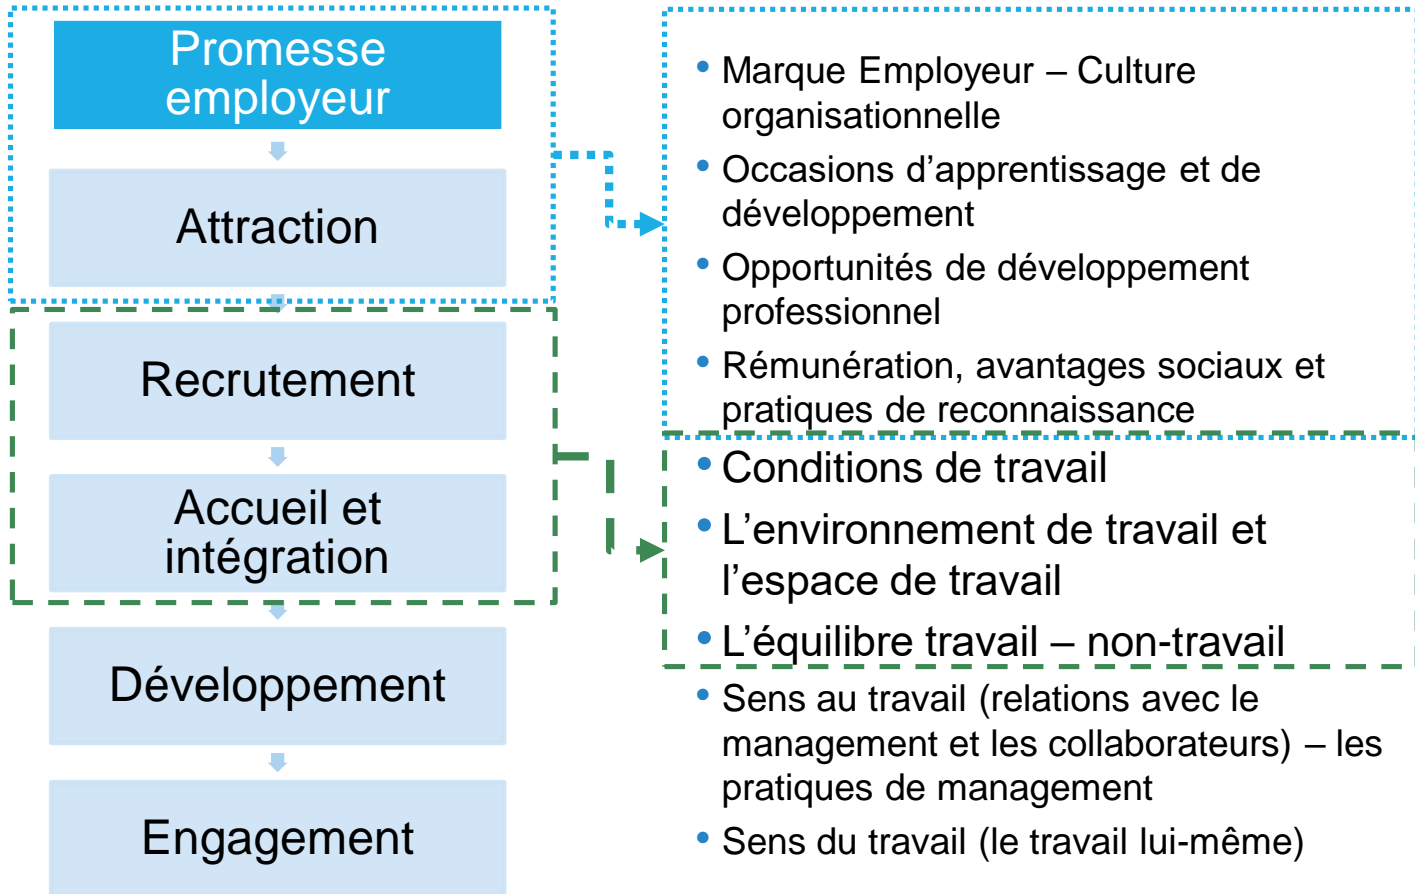 Promesse
employeur
Attraction
Recrutement
Accueil et
intégration
Développement
Engagement
• Marque Employeur – Culture
organisationnelle
• Occasions d’apprentissage et de
développement
• Opportunités de développement
professionnel
• Rémunération, avantages sociaux et
pratiques de reconnaissance
• Conditions de travail
• L’environnement de travail et
l’espace de travail
• L’équilibre travail – non-travail
• Sens au travail (relations avec le
management et les collaborateurs) – les
pratiques de management
• Sens du travail (le travail lui-même)